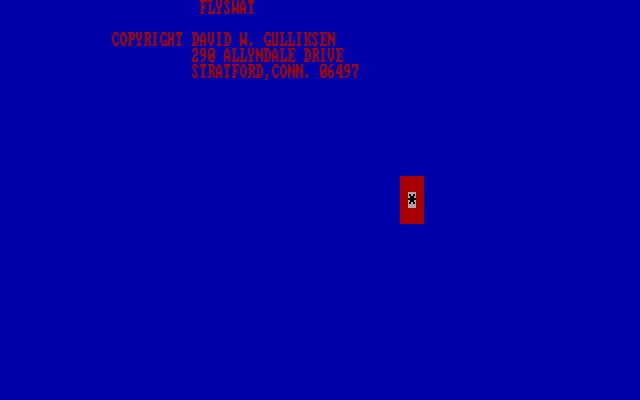 FLYSWAT
COPYRIGHT DAVID W. GULLIKSEN
290 ALLYNDALE DRIVE
STRATFORD,CONN. 06497